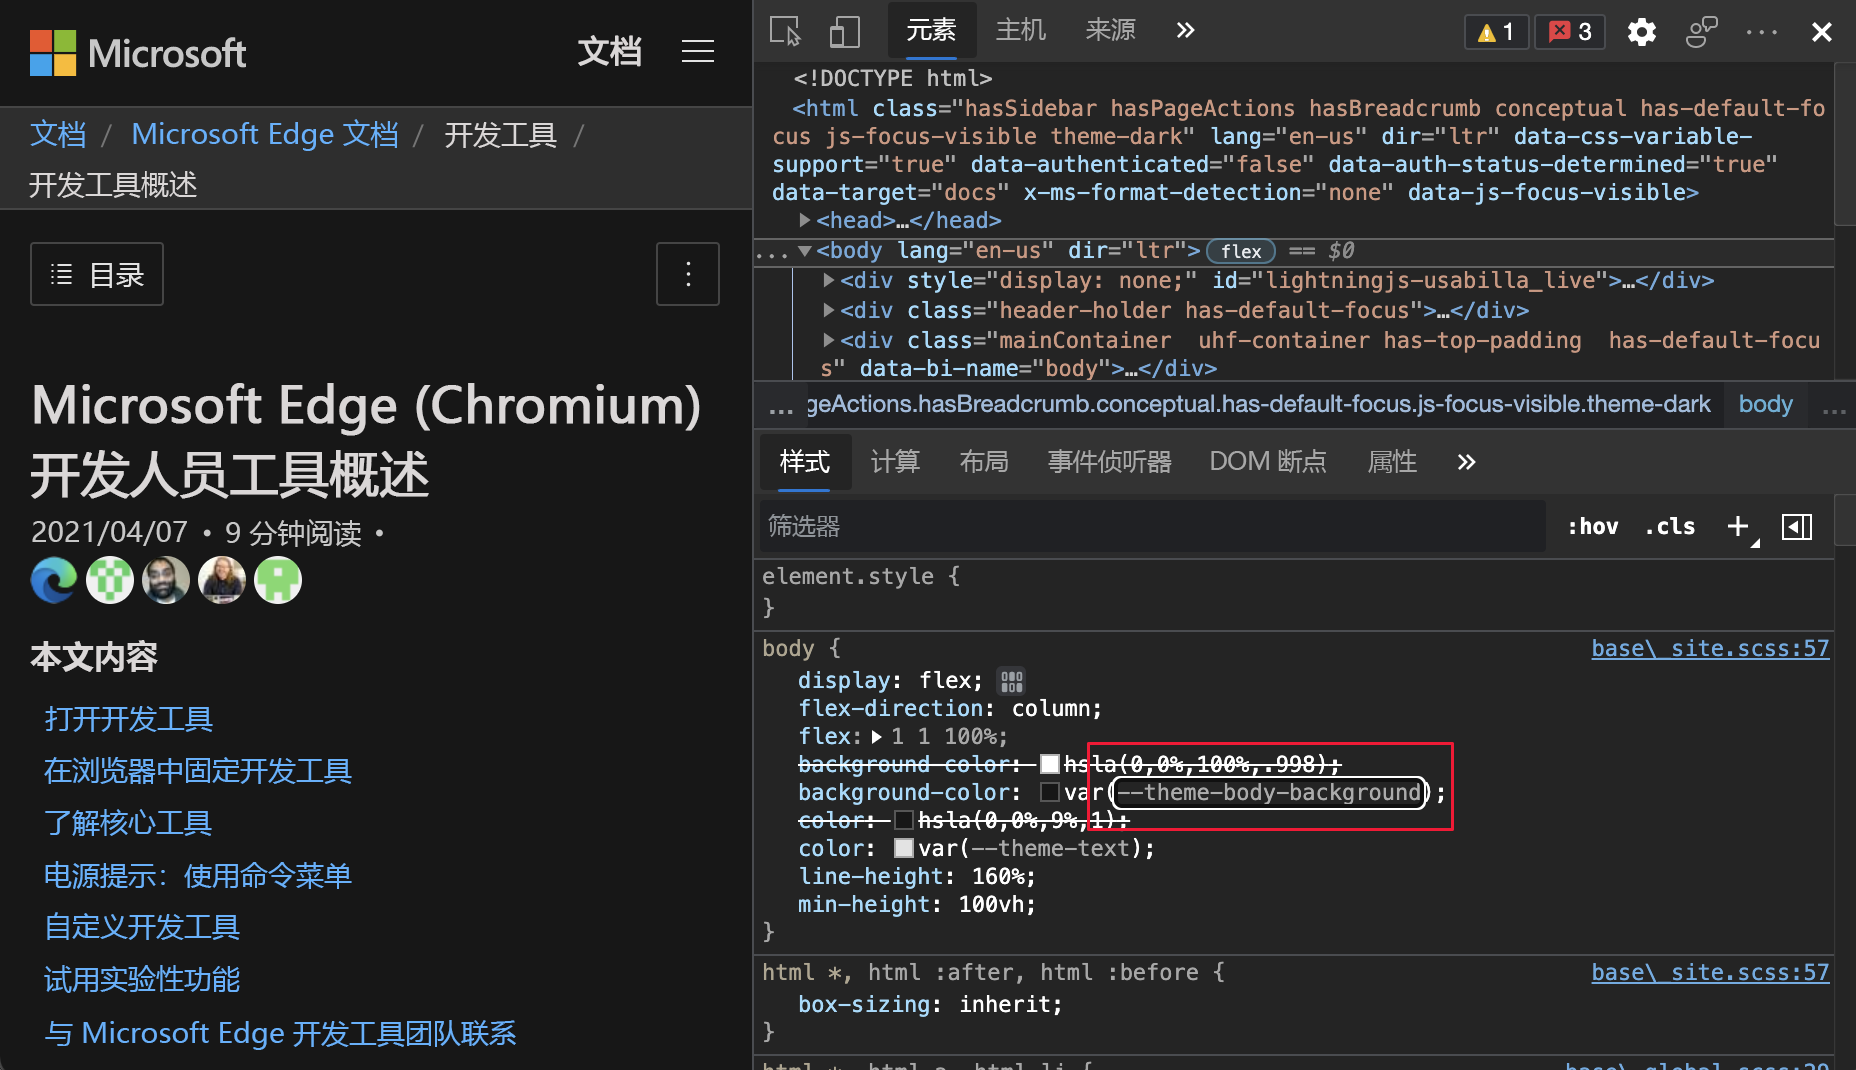 Microsoft
文档
文档 / Microsoft Edge 文档 / 开发工具 /
开发工具概述
目录
Microsoft Edge (Chromium)
开发人员工具概述
2021/04/07 • 9 分钟阅读 •
本文内容
打开开发工具
在浏览器中固定开发工具
了解核心工具
电源提示：使用命令菜单
自定义开发工具
试用实验性功能
与 Microsoft Edge 开发工具团队联系
元素 主机 来源 » 1 3
<!DOCTYPE html>
<html class="hasSidebar hasPageActions hasBreadcrumb conceptual has-default-fo
cus js-focus-visible theme-dark" lang="en-us" dir="ltr" data-css-variable-
support="true" data-authenticated="false" data-auth-status-determined="true"
data-target="docs" x-ms-format-detection="none" data-js-focus-visible>
<head>…</head>
... <body lang="en-us" dir="ltr"> flex == $0
<div style="display: none;" id="lightningjs-usabilla_live">…</div>
<div class="header-holder has-default-focus">…</div>
<div class="mainContainer  uhf-container has-top-padding  has-default-focu
s" data-bi-name="body">…</div>
... geActions.hasBreadcrumb.conceptual.has-default-focus.js-focus-visible.theme-dark body ...
样式 计算 布局 事件侦听器 DOM 断点 属性 »
筛选器 :hov .cls +
element.style {
}
body { base\_site.scss:57
display: flex;
flex-direction: column;
flex: 1 1 100%;
background-color: hsla(0,0%,100%,.998);
background-color: var(--theme-body-background);
color: hsla(0,0%,9%,1);
color: var(--theme-text);
line-height: 160%;
min-height: 100vh;
}
html *, html :after, html :before { base\_site.scss:57
box-sizing: inherit;
}